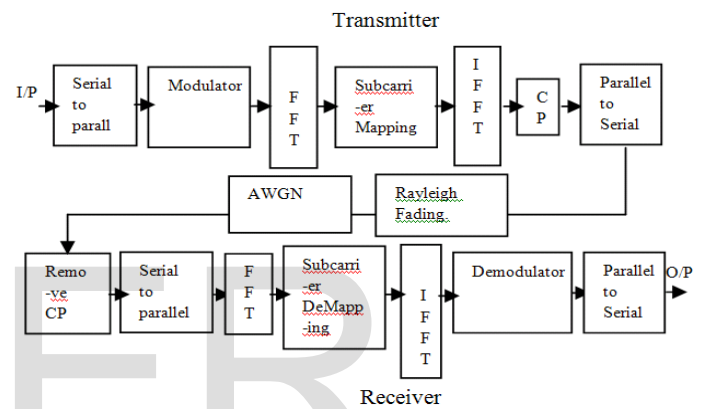 Transmitter
I/P
Serial
to
parall
Modulator
F
F
T
Subcarri
-er
Mapping
I
F
F
T
C
P
Parallel
to
Serial
AWGN
Rayleigh
Fading.
Remo
-ve
CP
Serial
to
parallel
F
F
T
Subcarri
-er
DeMapp
-ing
I
F
F
T
Demodulator
Parallel
to
Serial
O/P
Receiver